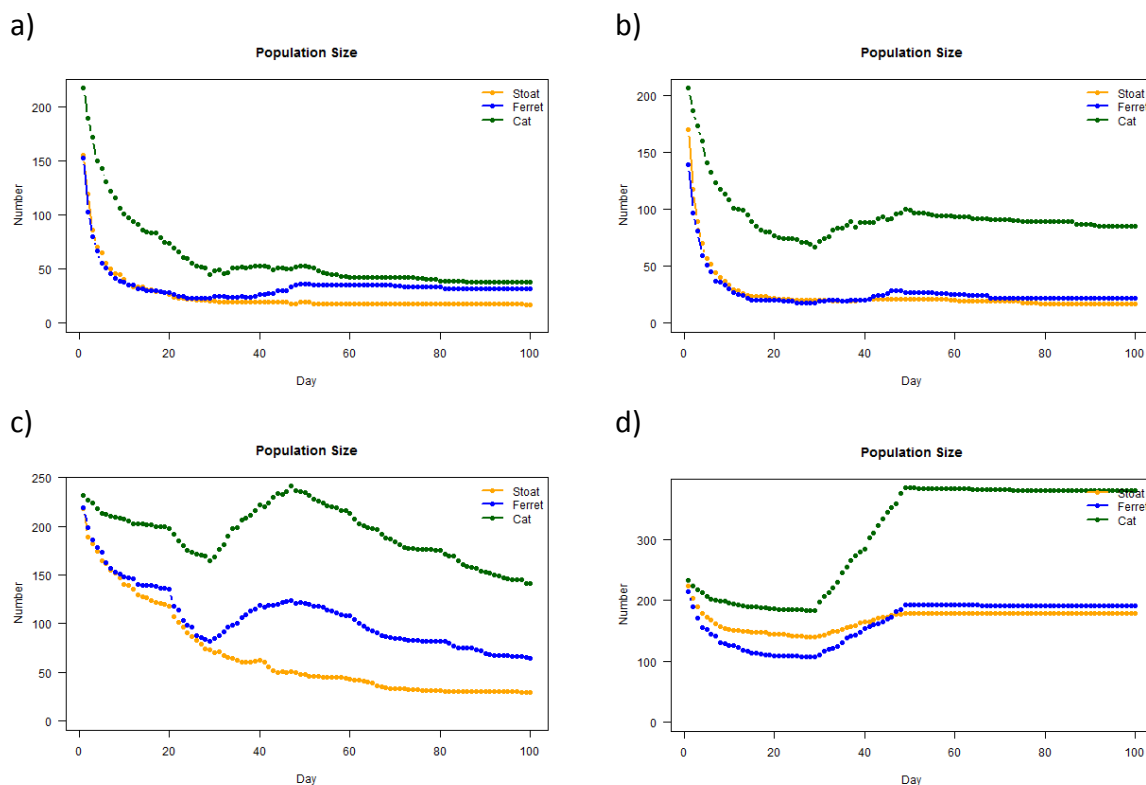 a)
Population Size
Stoat
Ferret
Cat
200
150
100
50
0
Number
0 20 40 60 80 100
Day
b)
Population Size
Stoat
Ferret
Cat
200
150
100
50
0
Number
0 20 40 60 80 100
Day
c)
Population Size
Stoat
Ferret
Cat
250
200
150
100
50
0
Number
0 20 40 60 80 100
Day
d)
Population Size
Stoat
Ferret
Cat
300
200
100
0
Number
0 20 40 60 80 100
Day